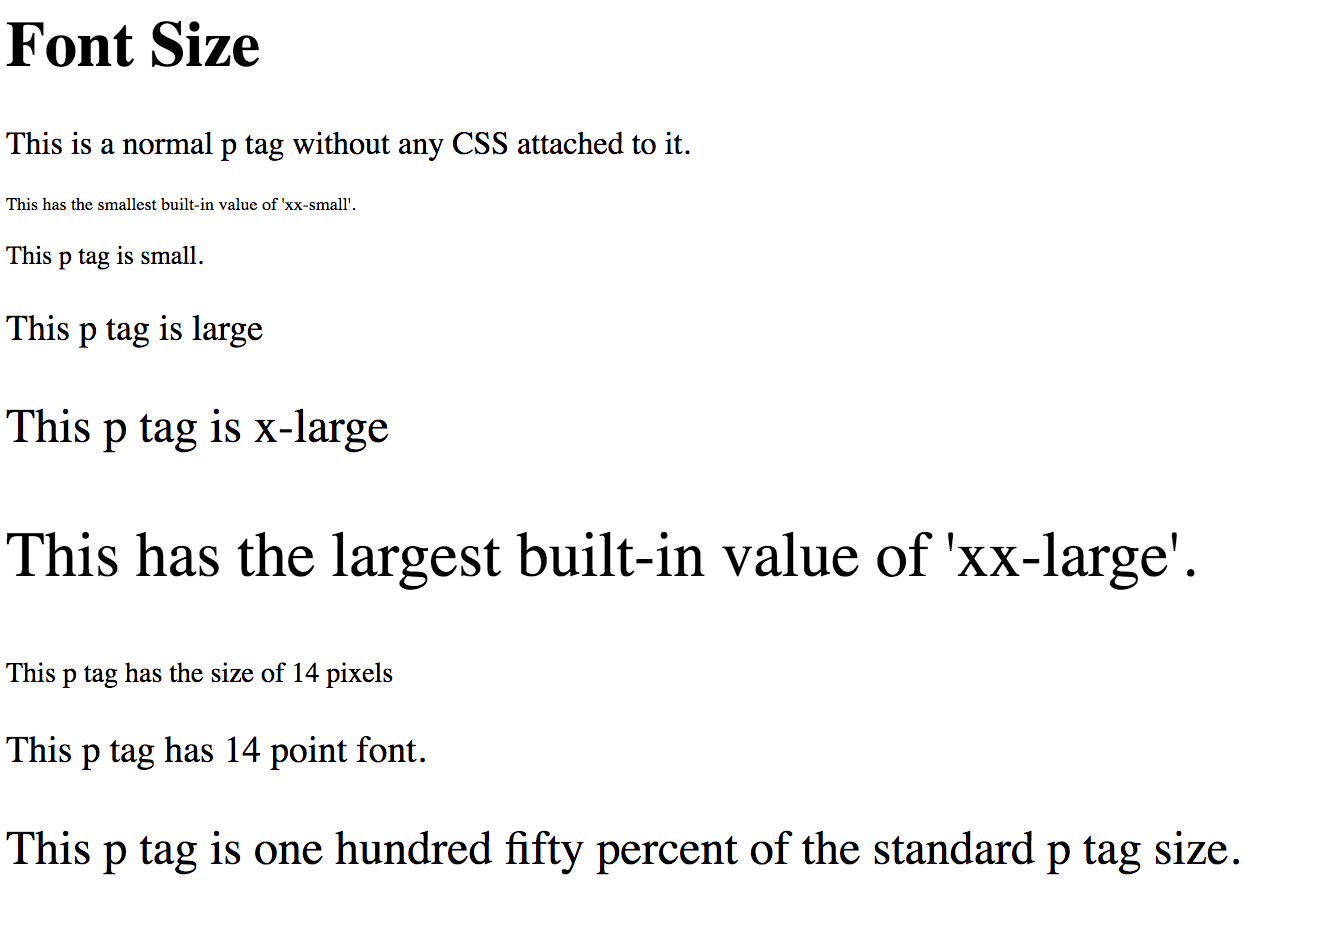 Font Size
This is a normal p tag without any CSS attached to it.
This has the smallest built-in value of 'xx-small'.
This p tag is small.
This p tag is large
This p tag is x-large
This has the largest built-in value of 'xx-large'.
This p tag has the size of 14 pixels
This p tag has 14 point font.
This p tag is one hundred fifty percent of the standard p tag size.